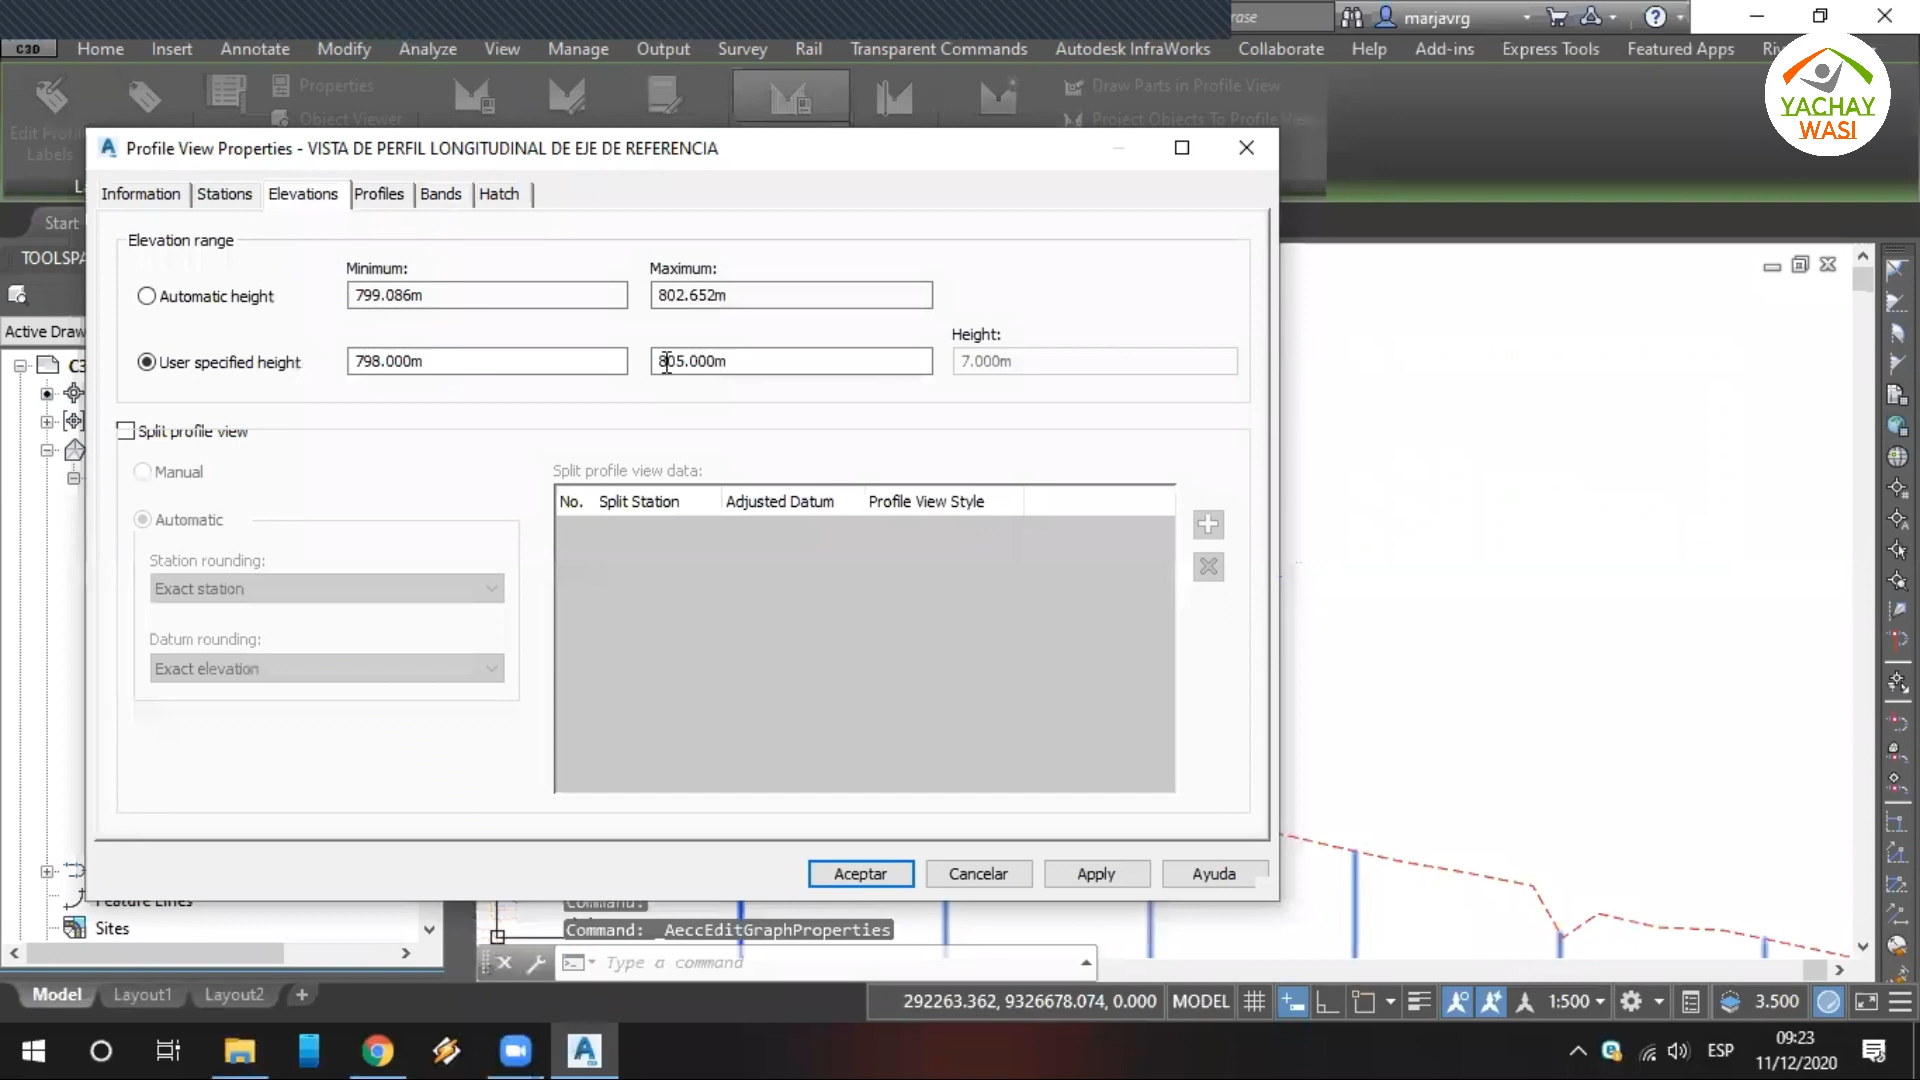 rase
marjavrg
C3D
Home Insert Annotate Modify Analyze View Manage Output Survey Rail Transparent Commands Autodesk InfraWorks Collaborate Help Add-ins Express Tools Featured Apps
YACHAY
WASI
Properties
Draw Parts in Profile View
Object Viewer
Project Objects To Profile
Labels
Profile View Properties - VISTA DE PERFIL LONGITUDINAL DE EJE DE REFERENCIA
Information Stations Elevations Profiles Bands Hatch
Start
TOOLSPA
Active Draw
Elevation range
Minimum: Maximum:
Automatic height 799.086m 802.652m
Height:
User specified height 798.000m 805.000m 7.000m
Split profile view
Manual
Split profile view data:
No. Split Station Adjusted Datum Profile View Style
Automatic
Station rounding:
Exact station
Datum rounding:
Exact elevation
Aceptar Cancelar Apply Ayuda
Feature Lines
Sites
Command:
Command: _AeccEditGraphProperties
Type a command
Model Layout1 Layout2 +
292263.362, 9326678.074, 0.000 MODEL 1:500 3.500
ESP
09:23
11/12/2020